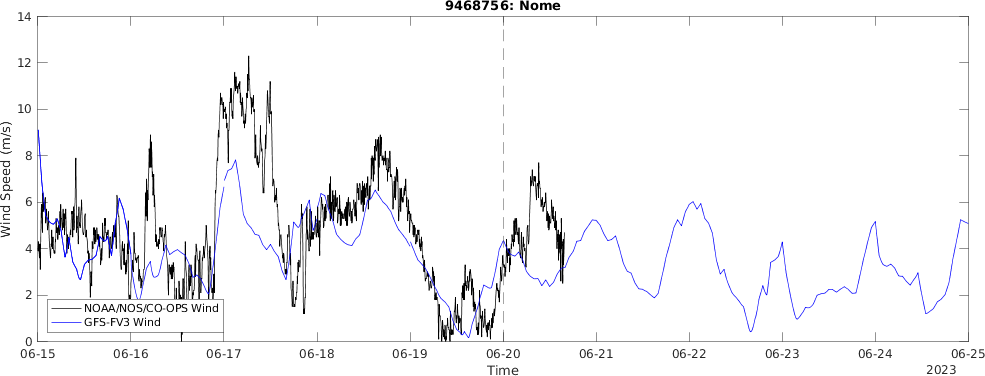 9468756: Nome
14
12
10
8
6
4
2
0
Wind Speed (m/s)
NOAA/NOS/CO-OPS Wind
GFS-FV3 Wind
06-15 06-16 06-17 06-18 06-19 06-20 06-21 06-22 06-23 06-24 06-25
Time
2023